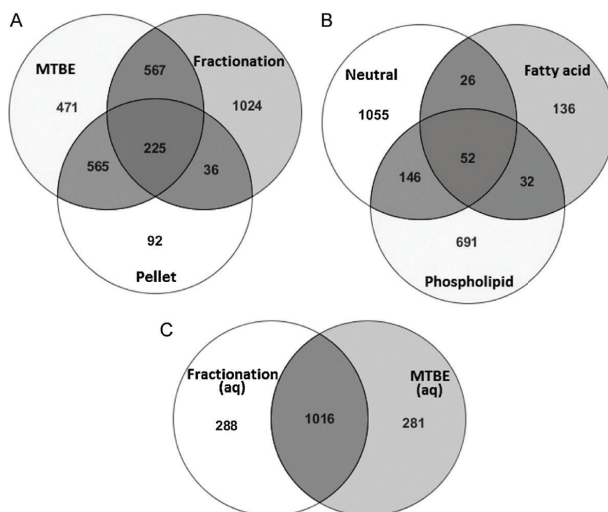 A
MTBE
567
Fractionation
471
1024
225
565
36
92
Pellet
B
Neutral
26
Fatty acid
1055
136
52
146
32
691
Phospholipid
C
Fractionation
(aq)
MTBE
(aq)
288
1016
281